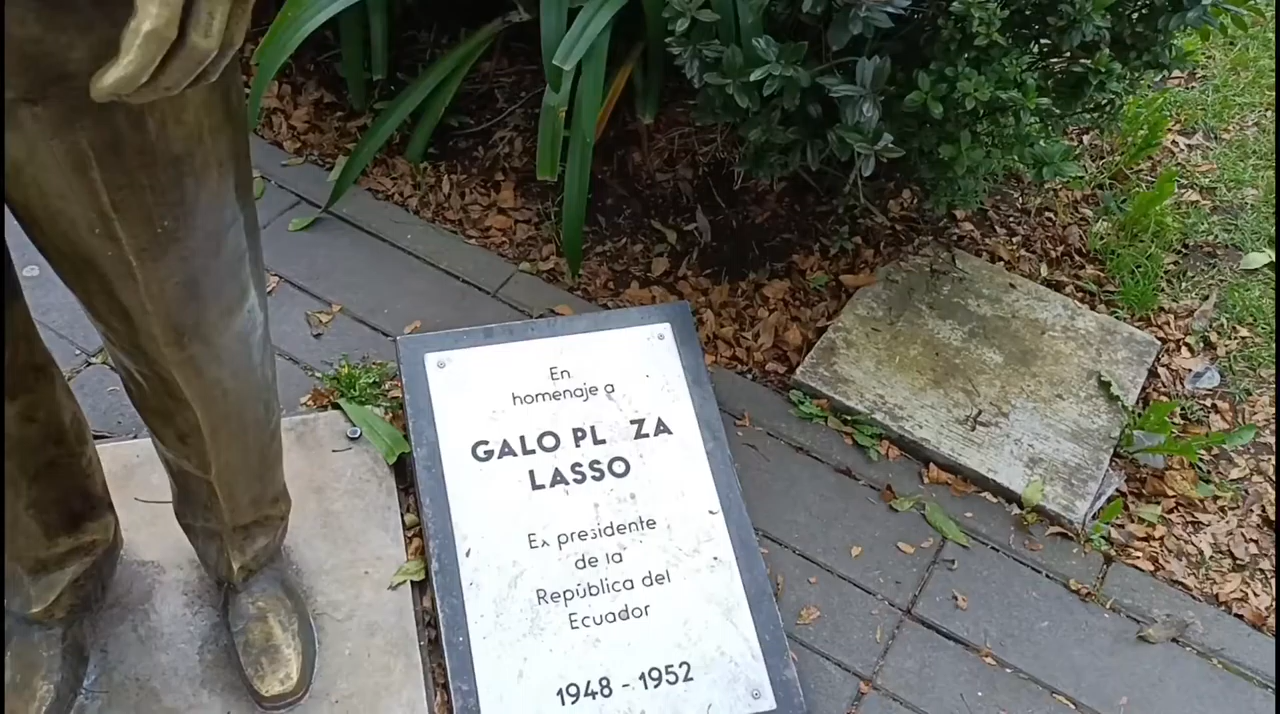 En
homenaje a
GALO PL ZA
LASSO
Ex presidente
de la
República del
Ecuador
1948 - 1952